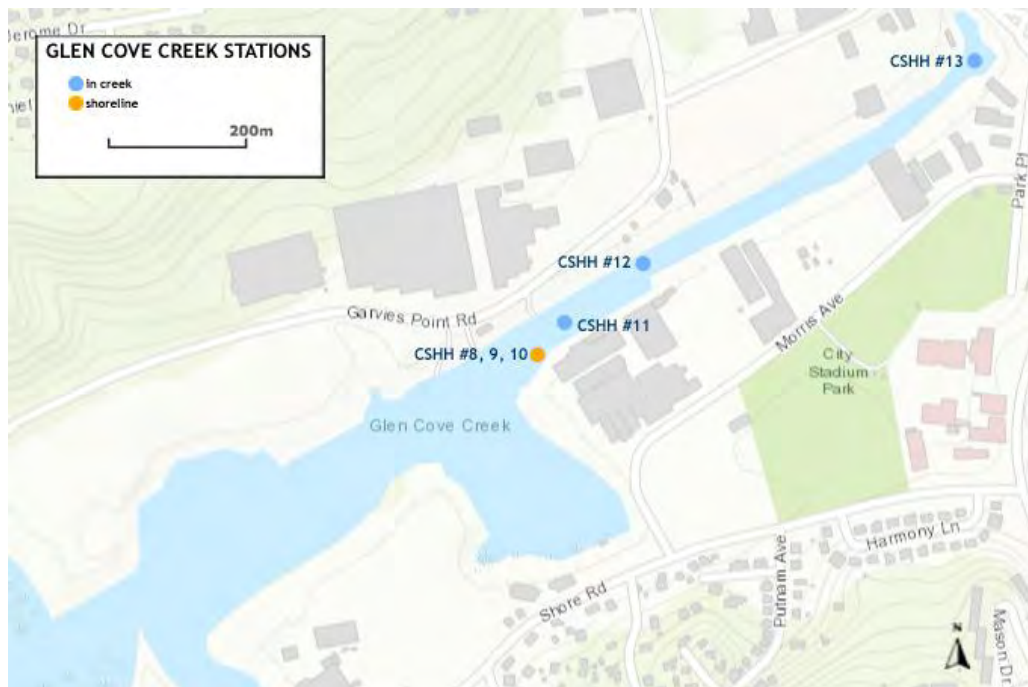 Jerome Dr
GLEN COVE CREEK STATIONS
in creek
shoreline
200m
CSHH #13
Park Pl
CSHH #12
Garvies Point Rd
CSHH #11
Morris Ave
CSHH #8, 9, 10
City
Stadium
Park
Glen Cove Creek
Harmony Ln
Putnam Ave
Shore Rd
Mason Dr
N